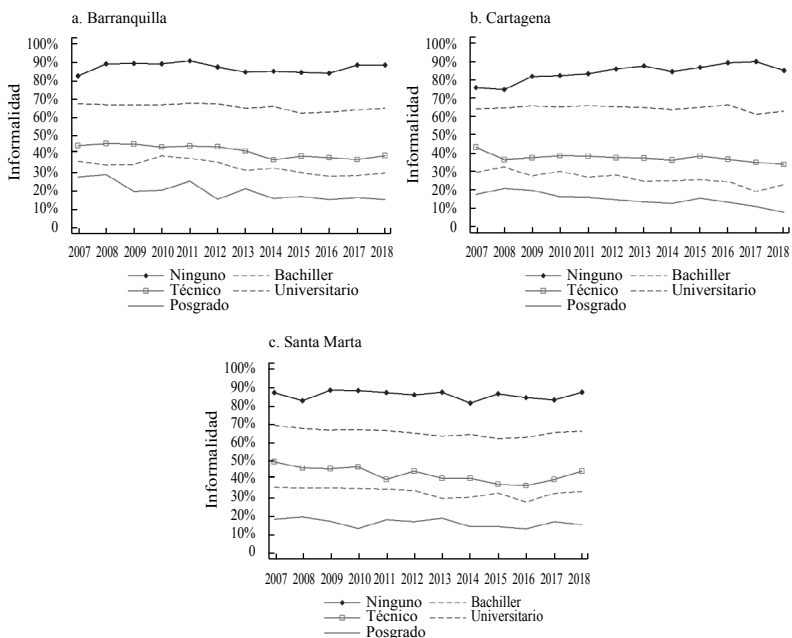 a. Barranquilla
100%
90%
80%
70%
60%
50%
40%
30%
20%
10%
0
Informalidad
2007 2008 2009 2010 2011 2012 2013 2014 2015 2016 2017 2018
Ninguno Bachiller
Técnico Universitario
Posgrado
b. Cartagena
100%
90%
80%
70%
60%
50%
40%
30%
20%
10%
0
Informalidad
2007 2008 2009 2010 2011 2012 2013 2014 2015 2016 2017 2018
Ninguno Bachiller
Técnico Universitario
Posgrado
c. Santa Marta
100%
90%
80%
70%
60%
50%
40%
30%
20%
10%
0
Informalidad
2007 2008 2009 2010 2011 2012 2013 2014 2015 2016 2017 2018
Ninguno Bachiller
Técnico Universitario
Posgrado